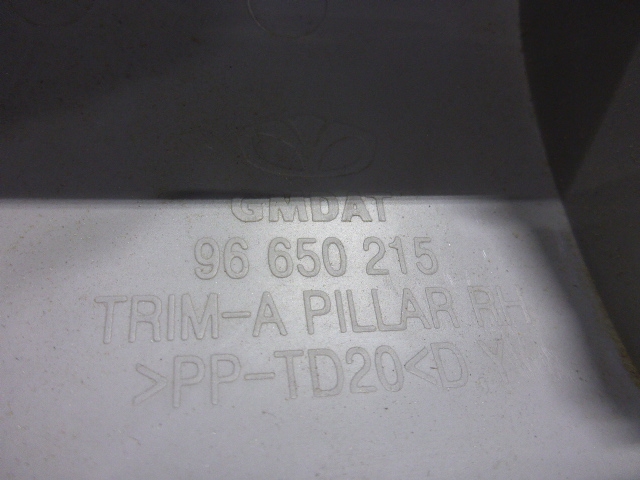 GMDAT
96 650 215
TRIM-A PILLAR RH
>PP-TD20<D